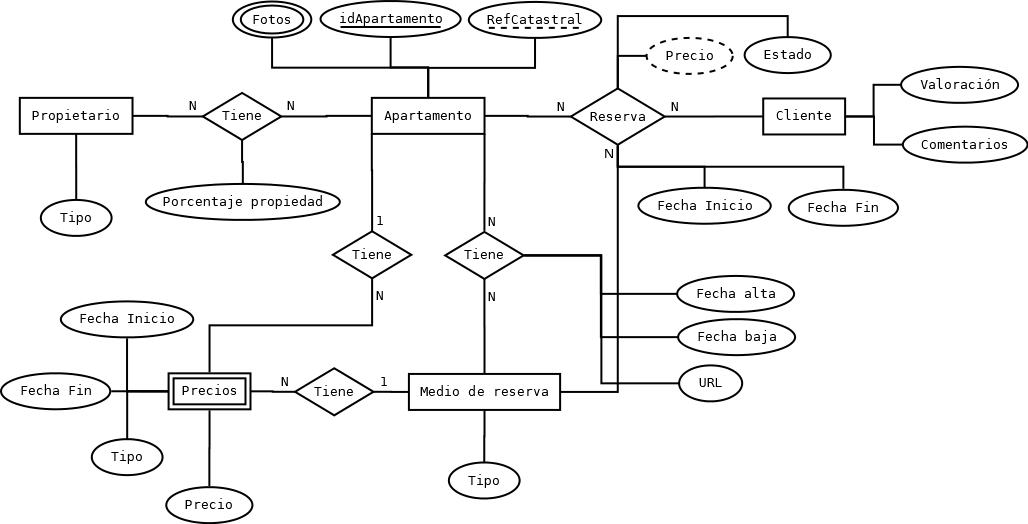 Fotos
idApartamento
RefCatastral
Precio
Estado
Propietario
N
Tiene
N
Apartamento
N
Reserva
N
Cliente
Valoración
Comentarios
N
Tipo
Porcentaje propiedad
Fecha Inicio
Fecha Fin
1
N
Tiene
Tiene
N
N
Fecha alta
Fecha Inicio
Fecha baja
Fecha Fin
Precios
N
Tiene
1
Medio de reserva
URL
Tipo
Tipo
Precio